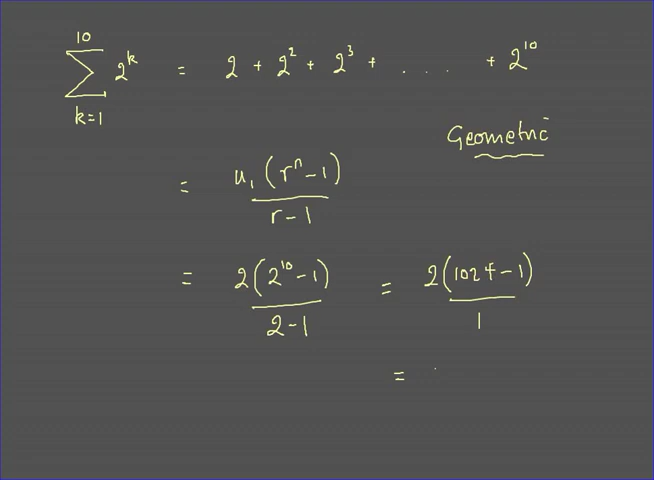 10
∑ 2^k = 2 + 2^2 + 2^3 + . . . . + 2^10
k=1
Geometric
= u_1 (r^n − 1) / r − 1
= 2(2^10 − 1) / 2 − 1 = 2(1024 − 1) / 1
=